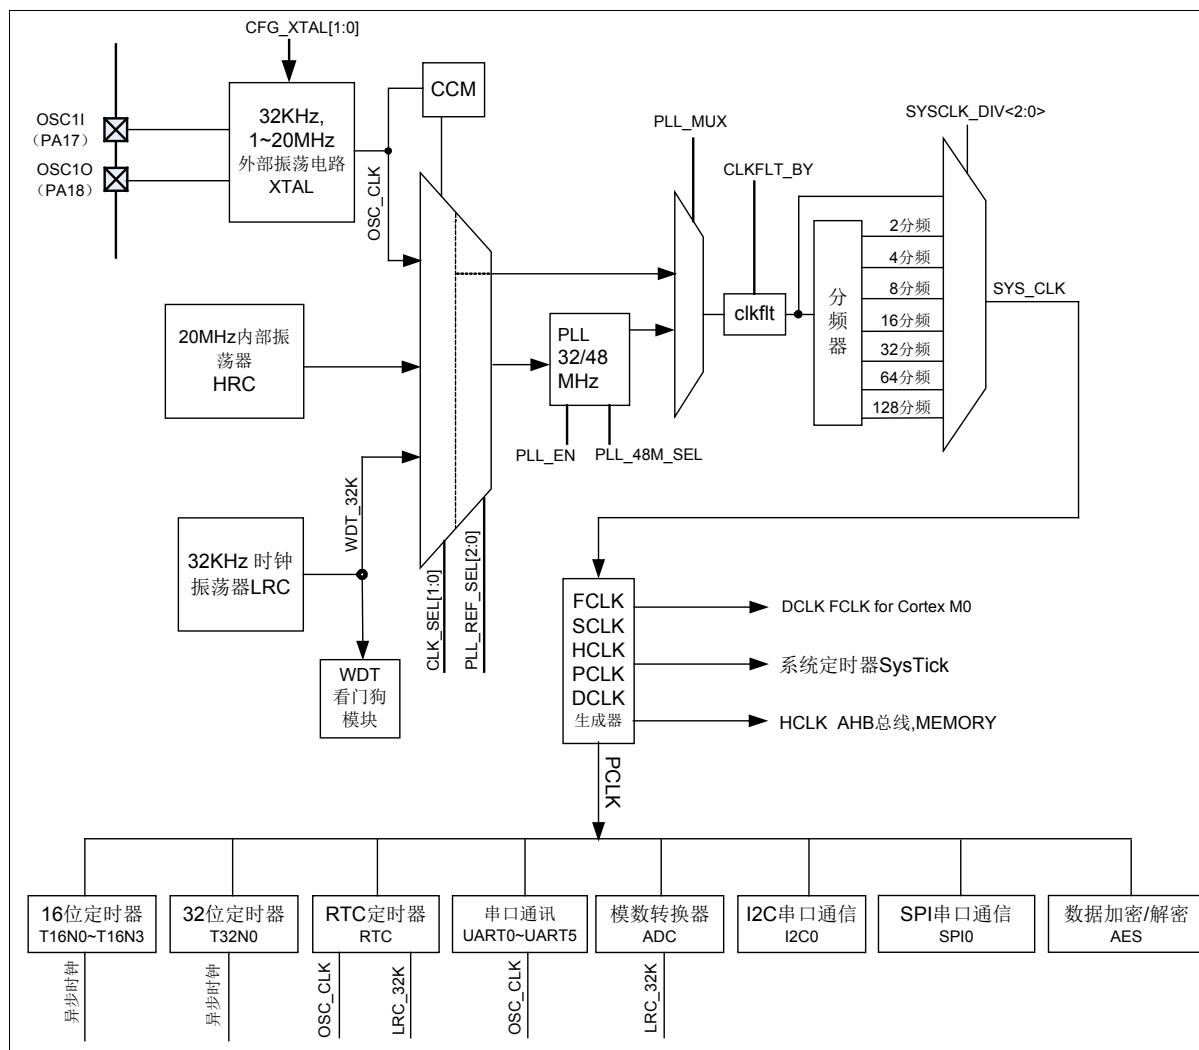 CFG_XTAL[1:0]
OSC1I
（PA17）
OSC1O
（PA18）
32KHz,
1~20MHz
外部振荡电路
XTAL
OSC_CLK
CCM
PLL_MUX
CLKFLT_BY
SYSCLK_DIV<2:0>
20MHz内部振
荡器
HRC
PLL
32/48
MHz
PLL_EN
PLL_48M_SEL
clkflt
分
频
器
2分频
4分频
8分频
16分频
32分频
64分频
128分频
SYS_CLK
WDT_32K
32KHz 时钟
振荡器LRC
CLK_SEL[1:0]
PLL_REF_SEL[2:0]
WDT
看门狗
模块
FCLK
SCLK
HCLK
PCLK
DCLK
生成器
DCLK FCLK for Cortex M0
系统定时器SysTick
HCLK AHB总线,MEMORY
PCLK
16位定时器
T16N0~T16N3
32位定时器
T32N0
RTC定时器
RTC
串口通讯
UART0~UART5
模数转换器
ADC
I2C串口通信
I2C0
SPI串口通信
SPI0
数据加密/解密
AES
异步时钟
异步时钟
OSC_CLK
LRC_32K
OSC_CLK
LRC_32K